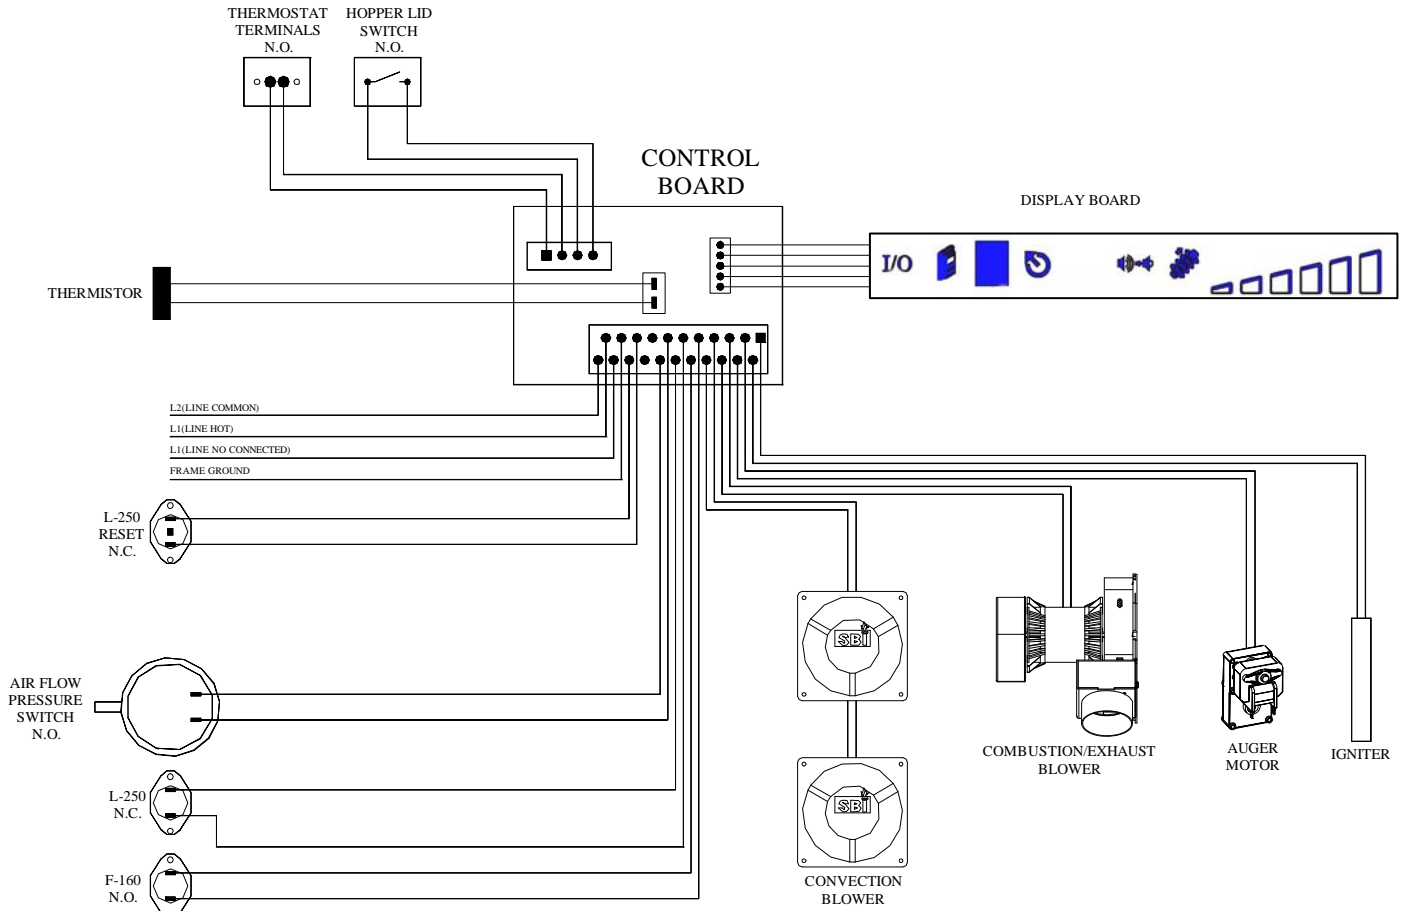 THERMOSTAT
TERMINALS
N.O.
HOPPER LID
SWITCH
N.O.
CONTROL
BOARD
DISPLAY BOARD
I/O
THERMISTOR
L2(LINE COMMON)
L1(LINE HOT)
L1(LINE NO CONNECTED)
FRAME GROUND
L-250
RESET
N.C.
AIR FLOW
PRESSURE
SWITCH
N.O.
L-250
N.C.
F-160
N.O.
SBI
SBI
CONVECTION
BLOWER
COMBUSTION/EXHAUST
BLOWER
AUGER
MOTOR
IGNITER